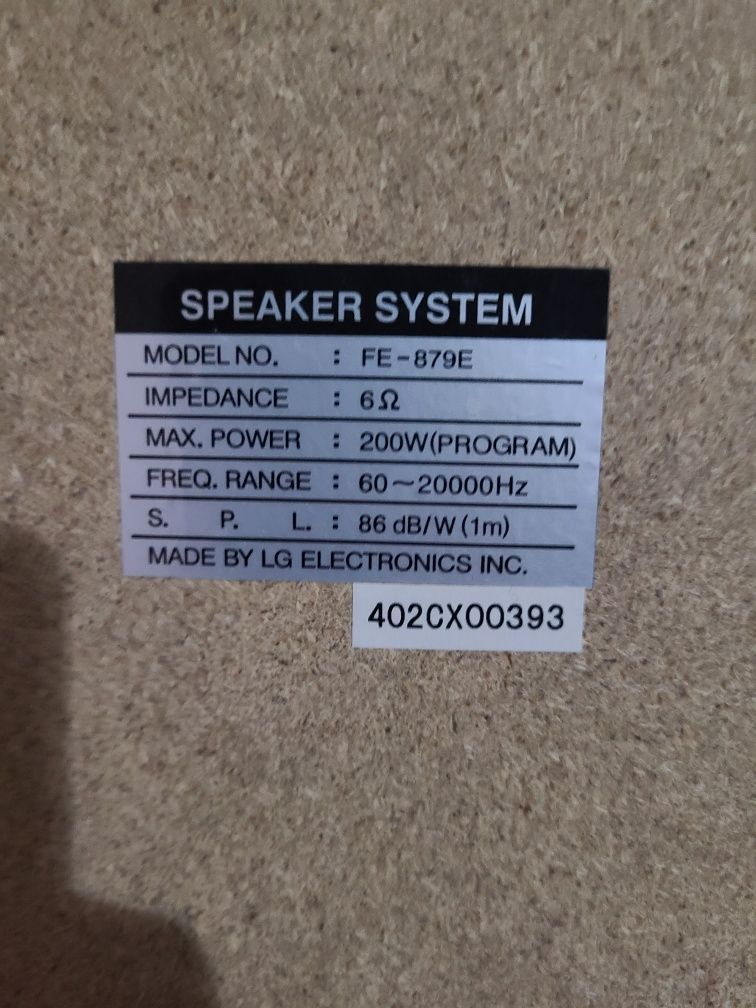 SPEAKER SYSTEM
MODEL NO. : FE-879E
IMPEDANCE : 6Ω
MAX. POWER : 200W(PROGRAM)
FREQ. RANGE : 60~20000Hz
S. P. L. : 86 dB/W(1m)
MADE BY LG ELECTRONICS INC.
402CX00393